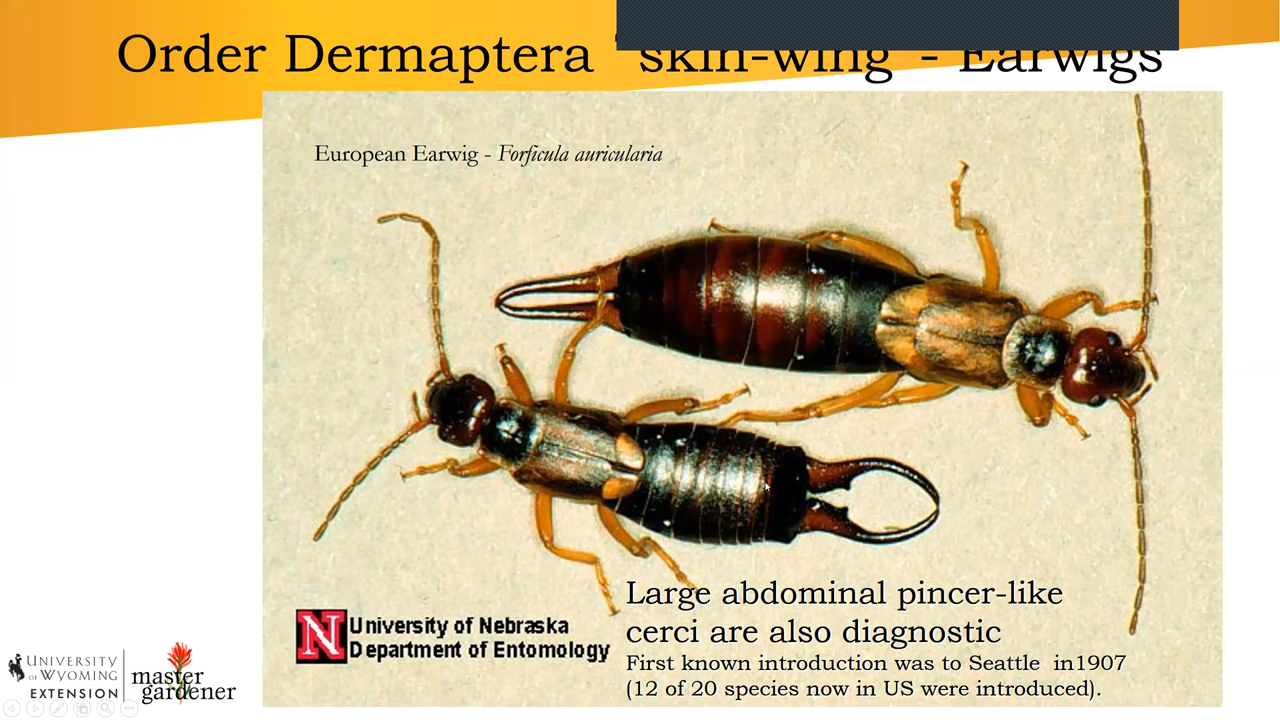 Order Dermaptera "skin-wing" - Earwigs
European Earwig - Forficula auricularia
Large abdominal pincer-like
cerci are also diagnostic
First known introduction was to Seattle in1907
(12 of 20 species now in US were introduced).
N University of Nebraska
Department of Entomology
UNIVERSITY
OF WYOMING
EXTENSION
master
gardener